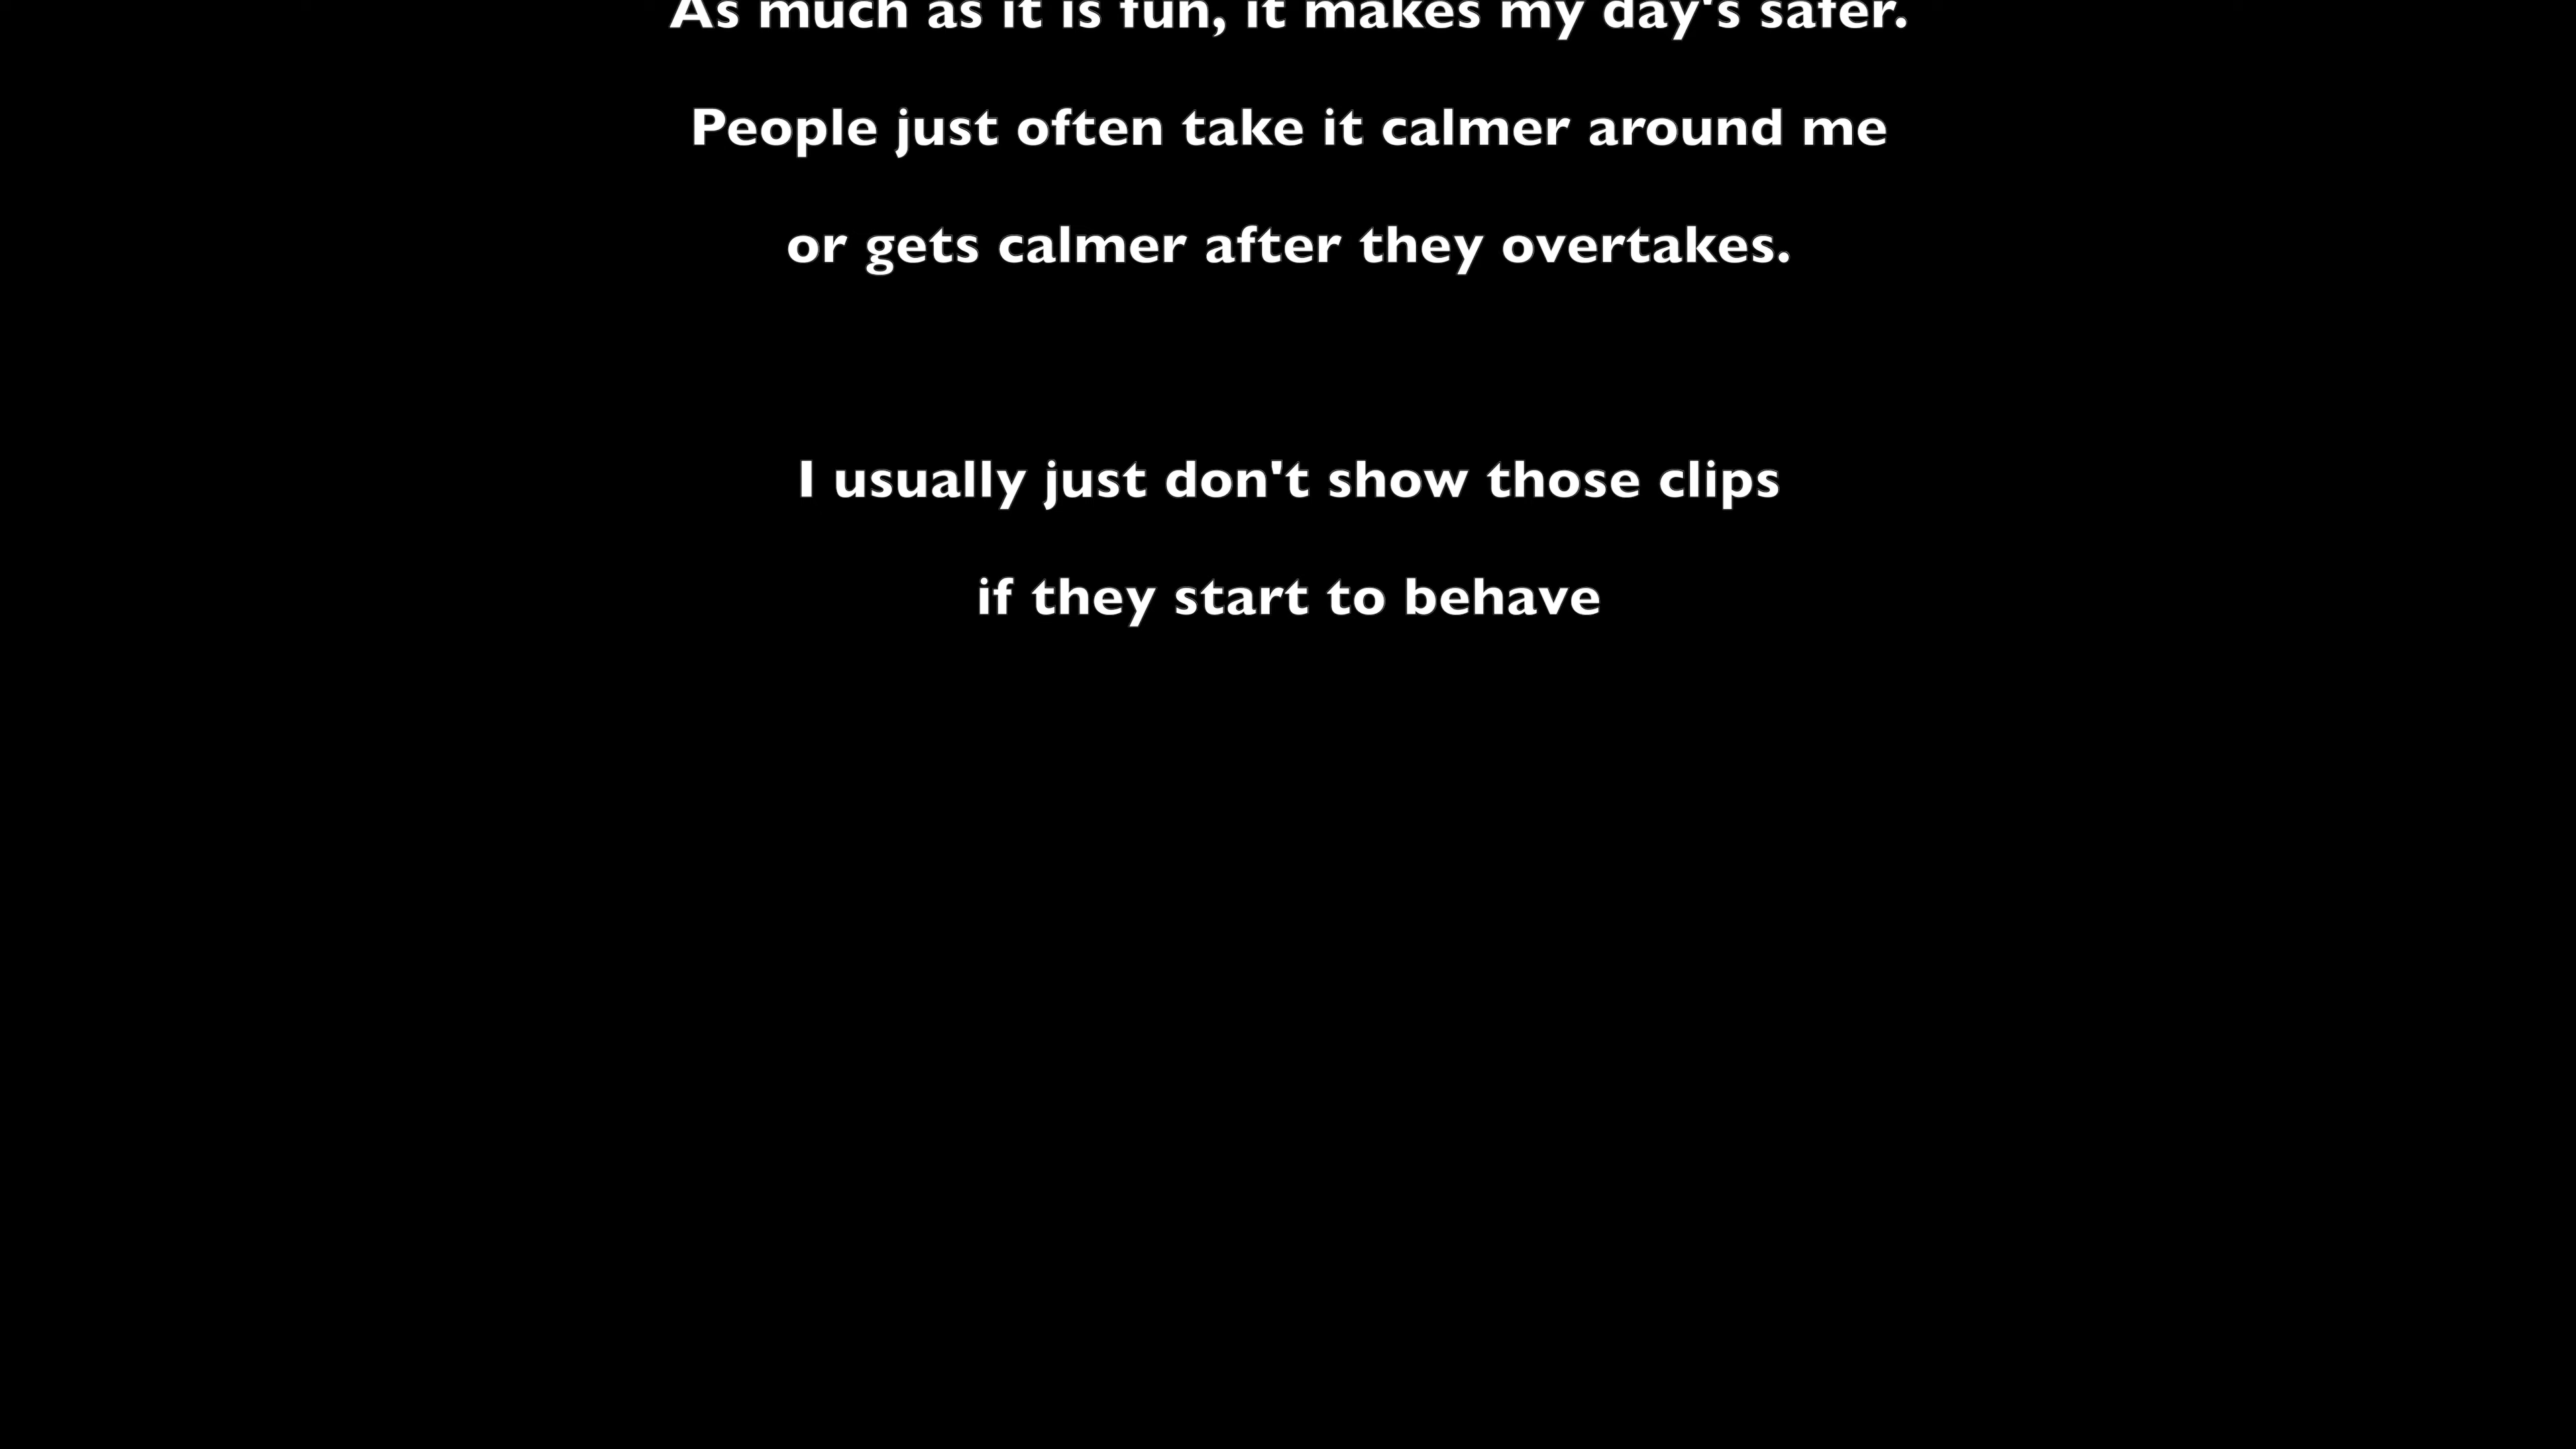 As much as it is fun, it makes my day's safer.
People just often take it calmer around me
or gets calmer after they overtakes.
I usually just don't show those clips
if they start to behave